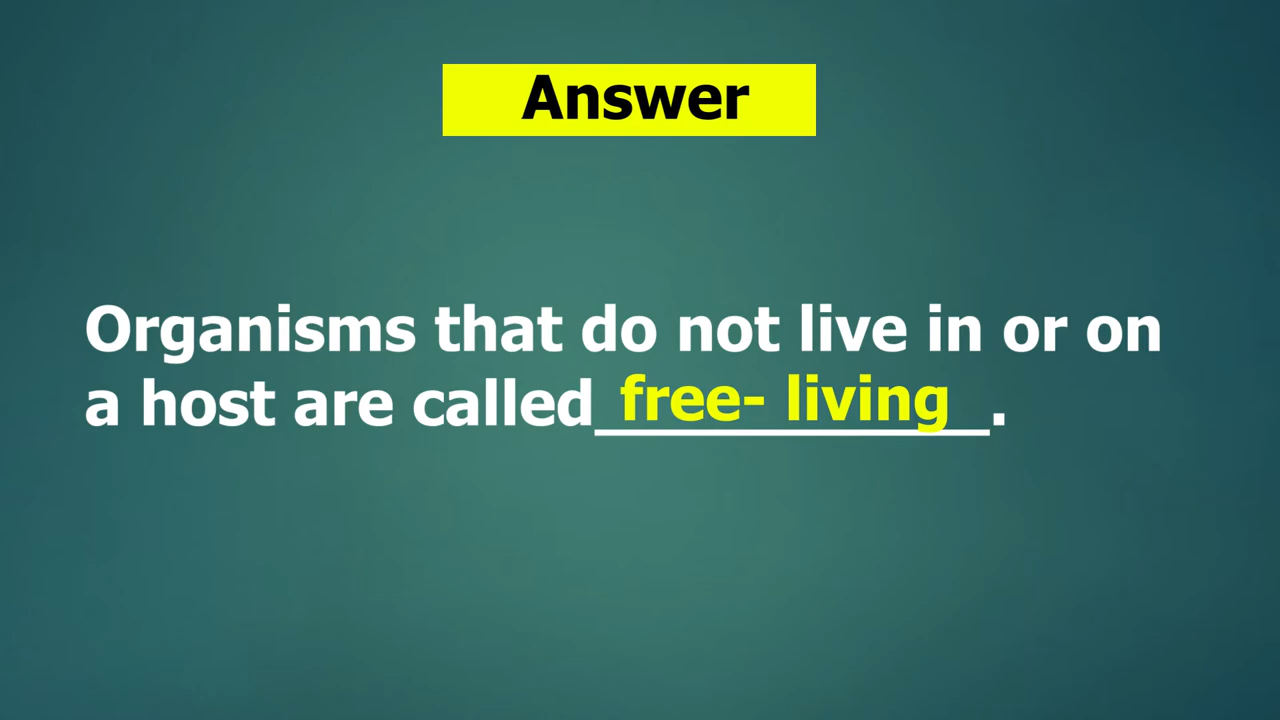 Answer
Organisms that do not live in or on
a host are called free- living.